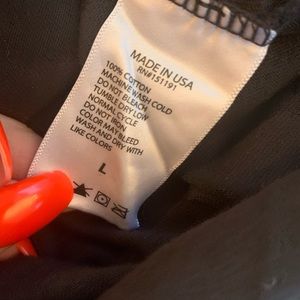 MADE IN USA
RN#151191
100% COTTON
MACHINE WASH COLD
DO NOT BLEACH
TUMBLE DRY LOW
NORMAL CYCLE
DO NOT IRON
COLOR MAY BLEED
WASH AND DRY WITH
LIKE COLORS
L